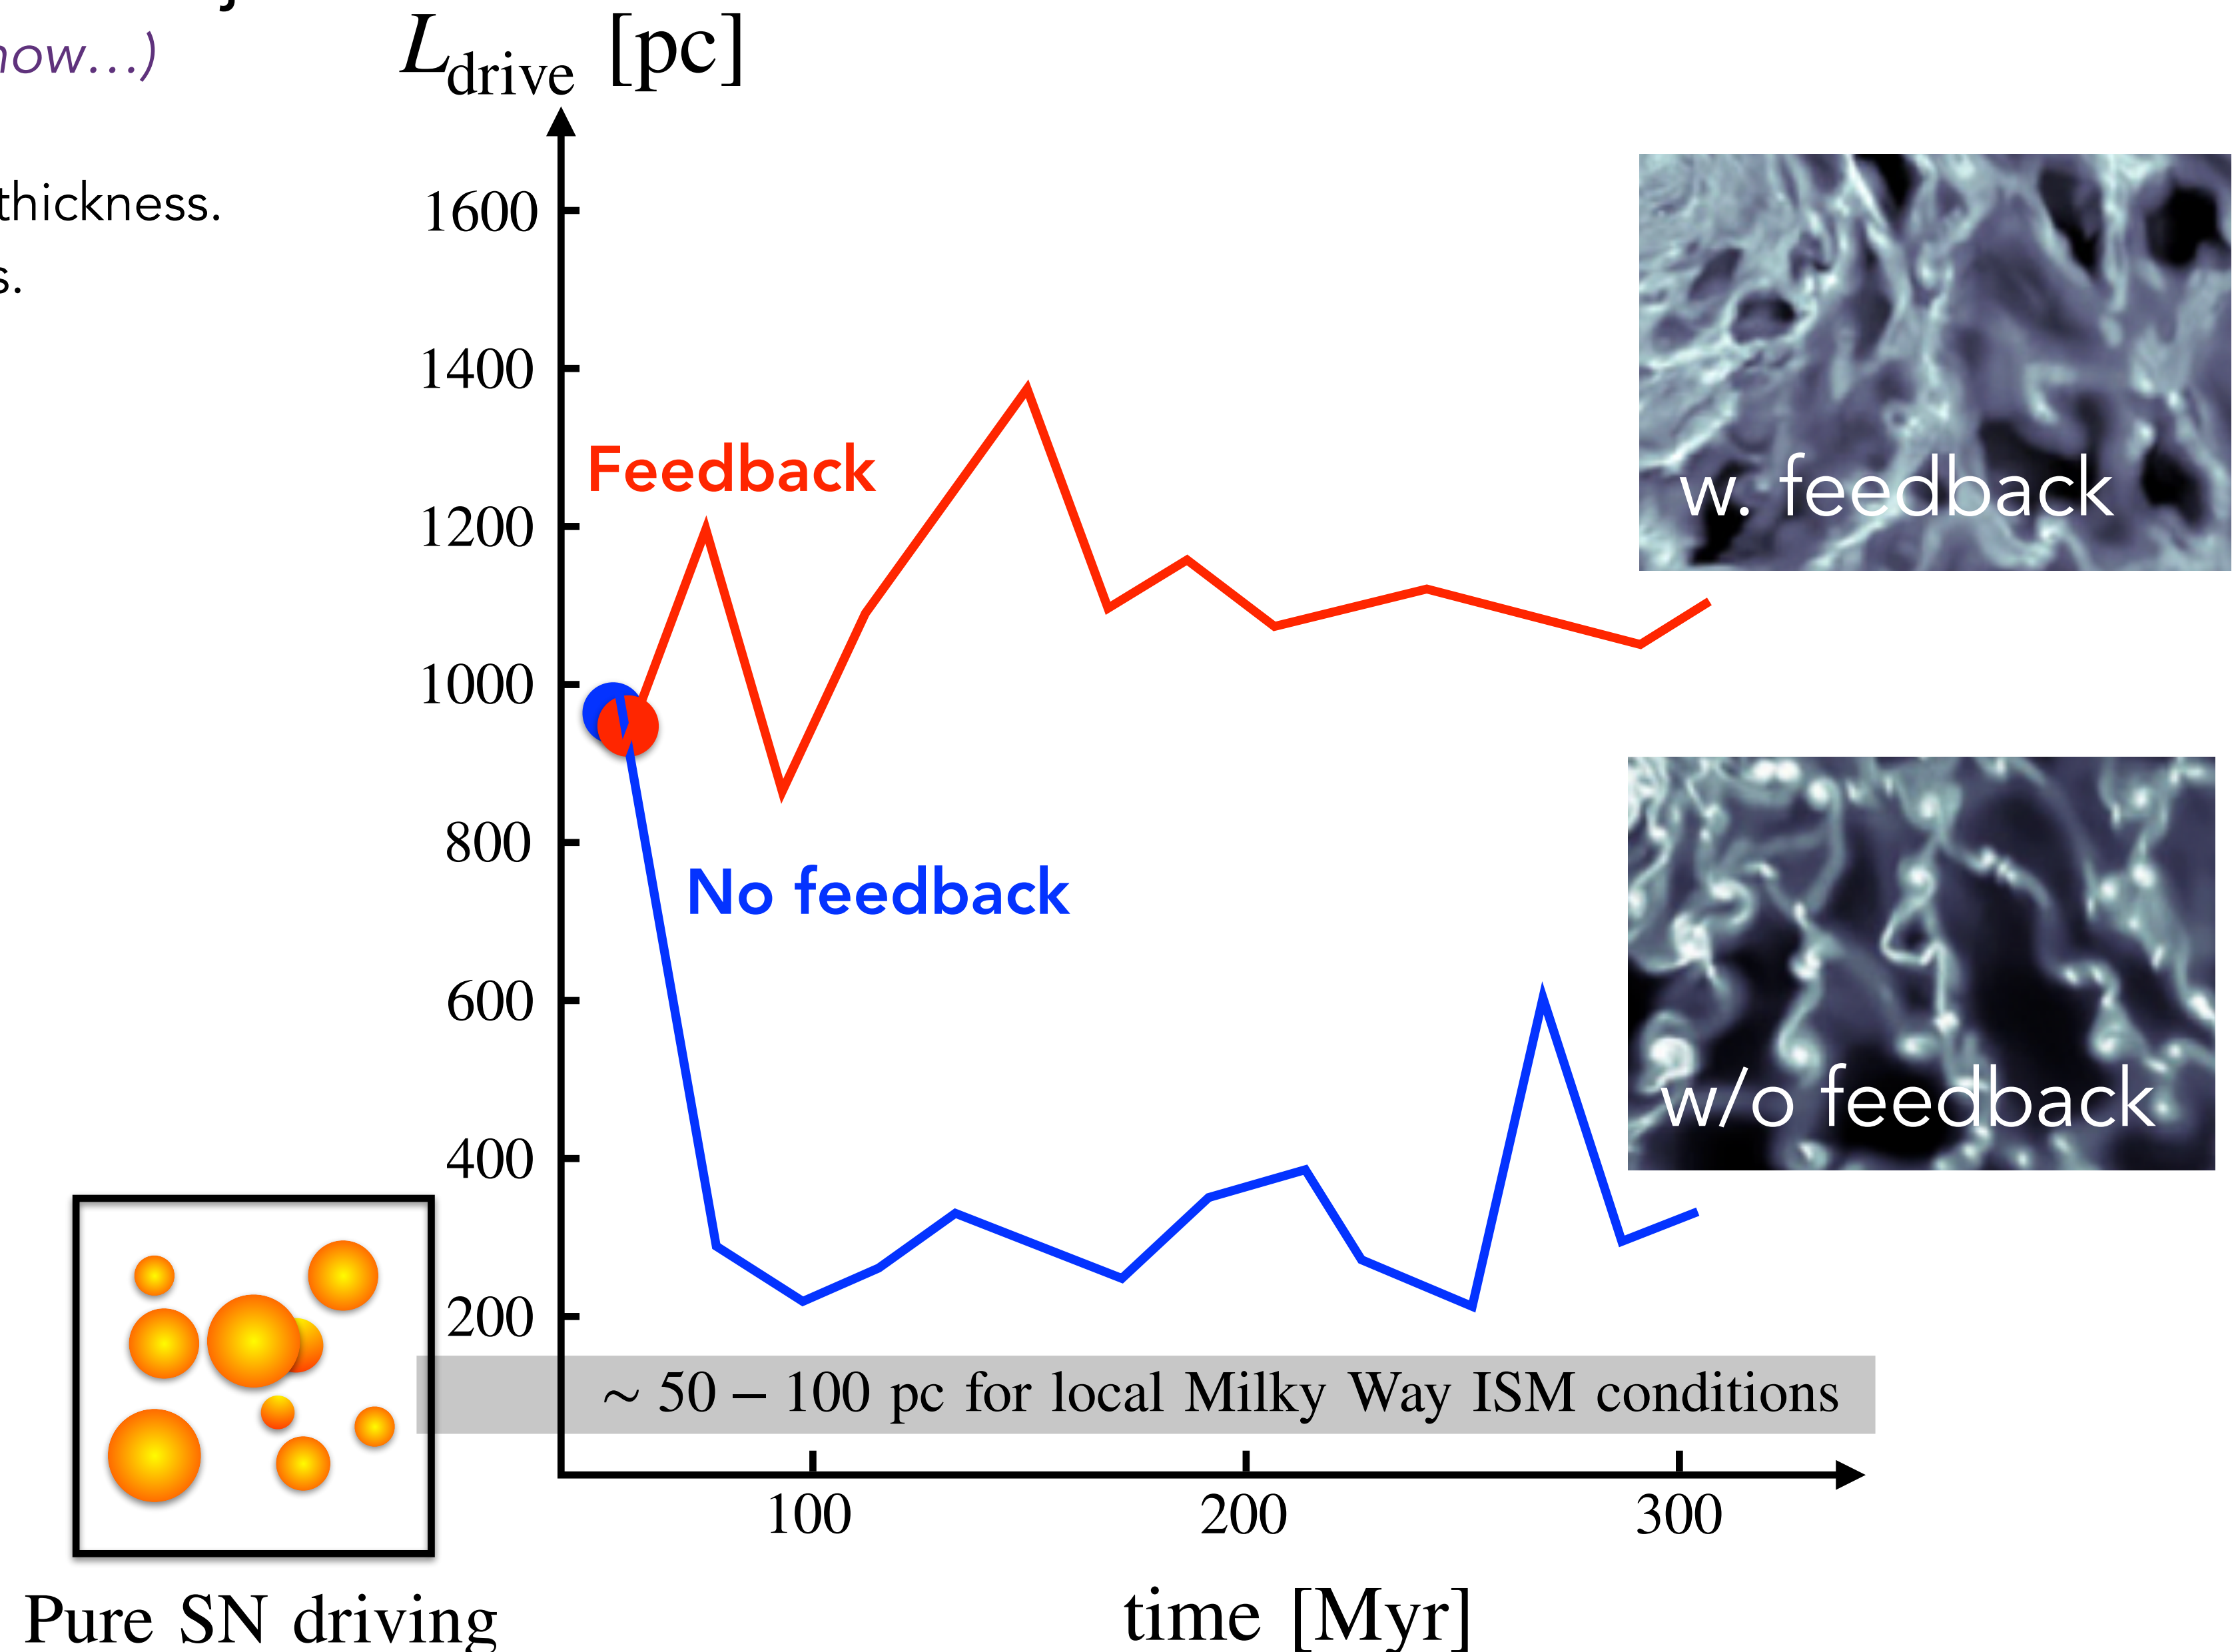 now…)
thickness.
s.
L_drive [pc]
1600
1400
1200
1000
800
600
400
200
Feedback
No feedback
w. feedback
w/o feedback
~ 50 – 100 pc for local Milky Way ISM conditions
100 200 300
time [Myr]
Pure SN driving